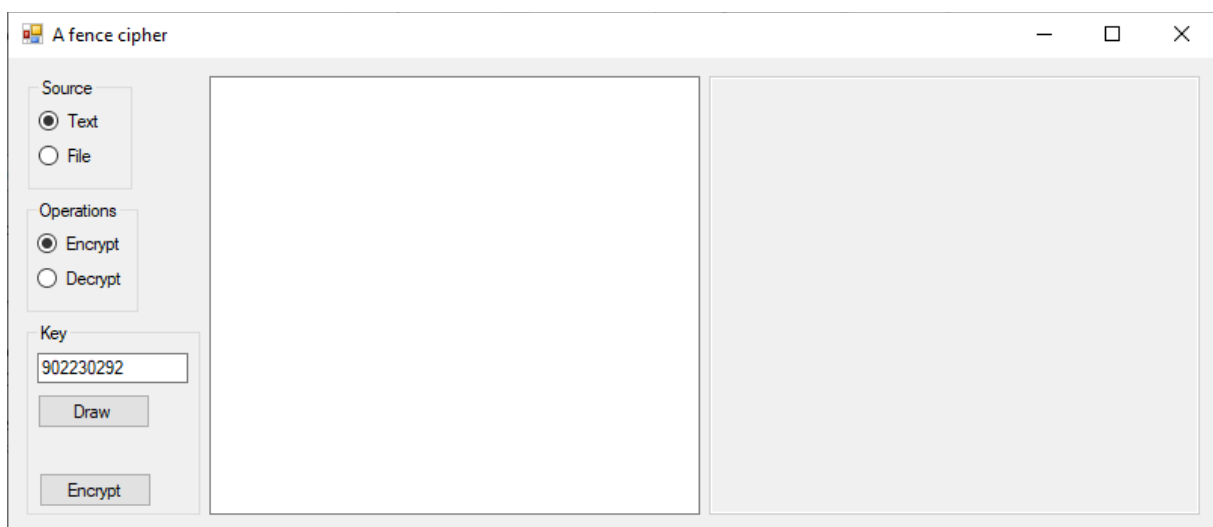 A fence cipher
Source
Text
File
Operations
Encrypt
Decrypt
Key
902230292
Draw
Encrypt